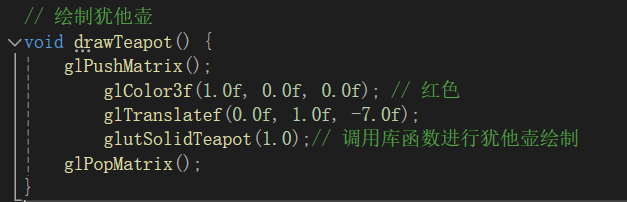 // 绘制犹他壶
void drawTeapot() {
glPushMatrix();
glColor3f(1.0f, 0.0f, 0.0f); // 红色
glTranslatef(0.0f, 1.0f, -7.0f);
glutSolidTeapot(1.0);// 调用库函数进行犹他壶绘制
glPopMatrix();
}